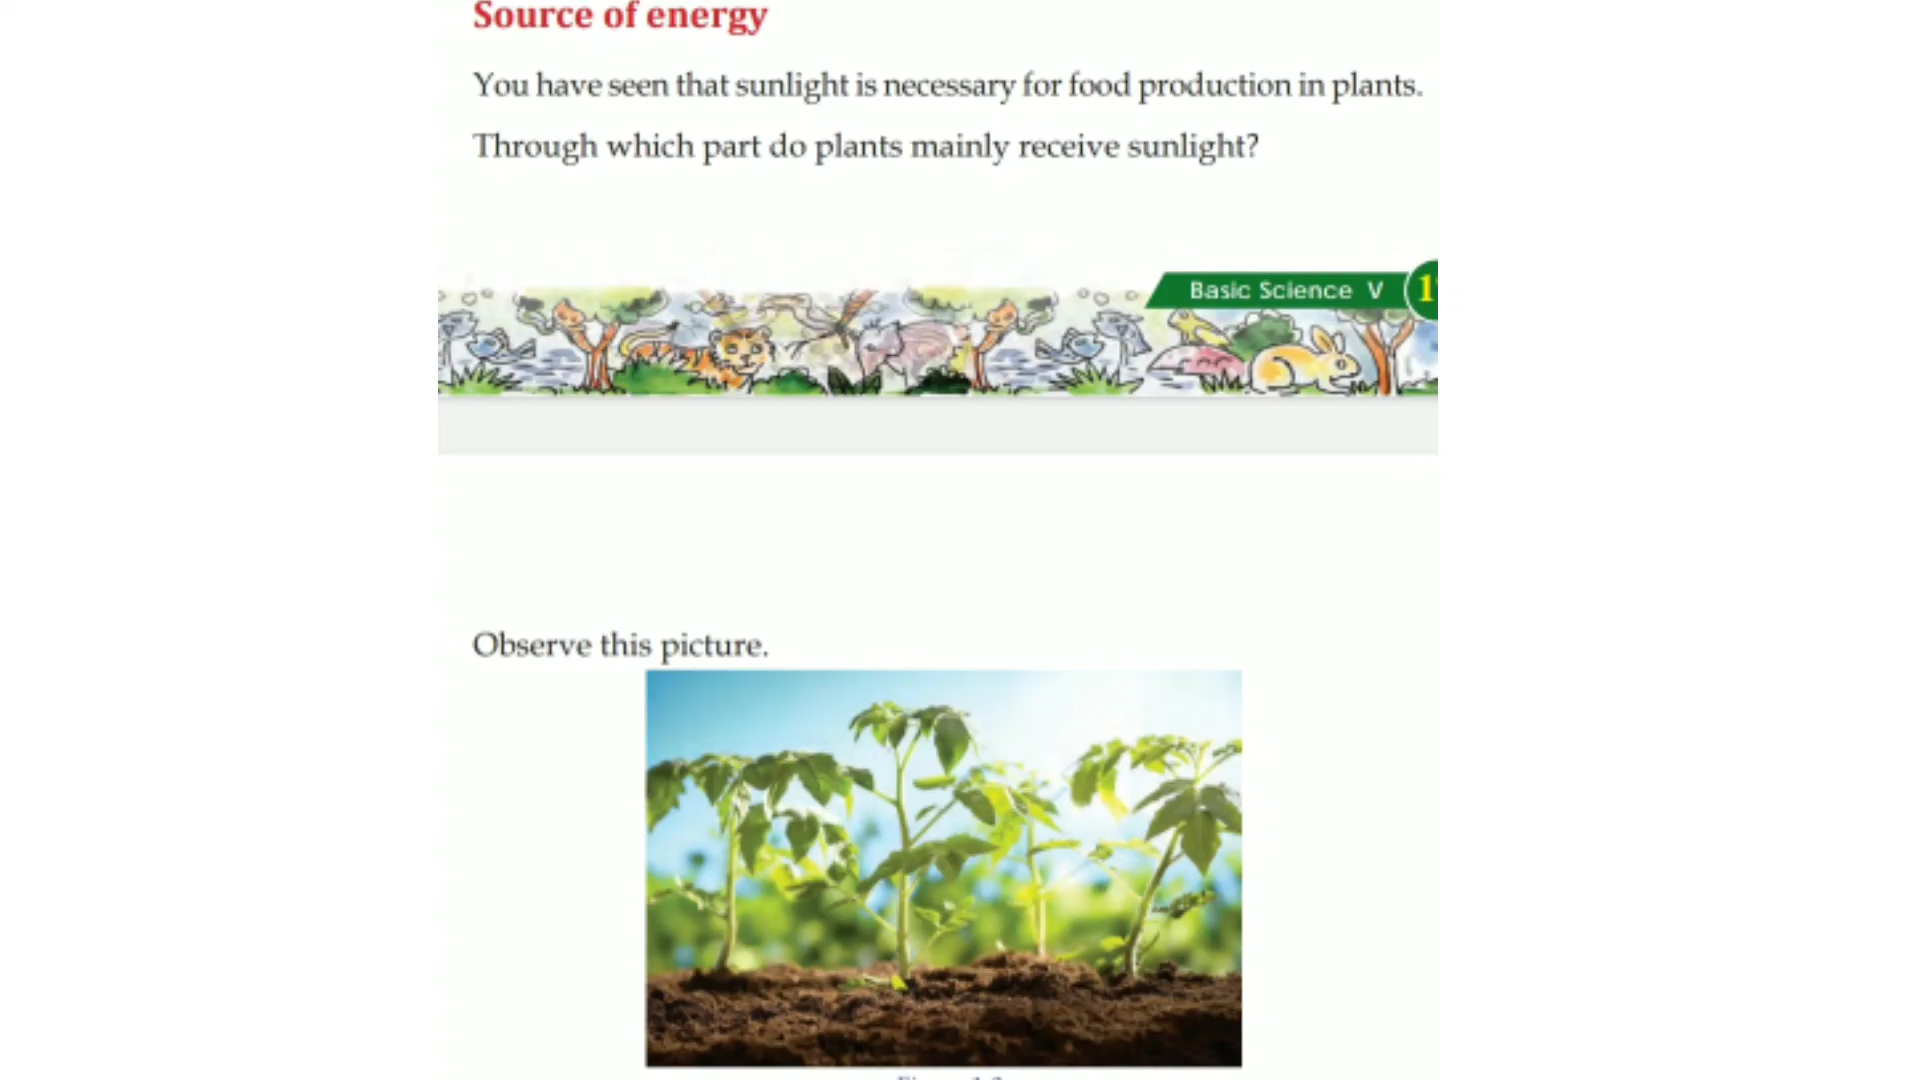 Source of energy
You have seen that sunlight is necessary for food production in plants.
Through which part do plants mainly receive sunlight?
Basic Science V
Observe this picture.